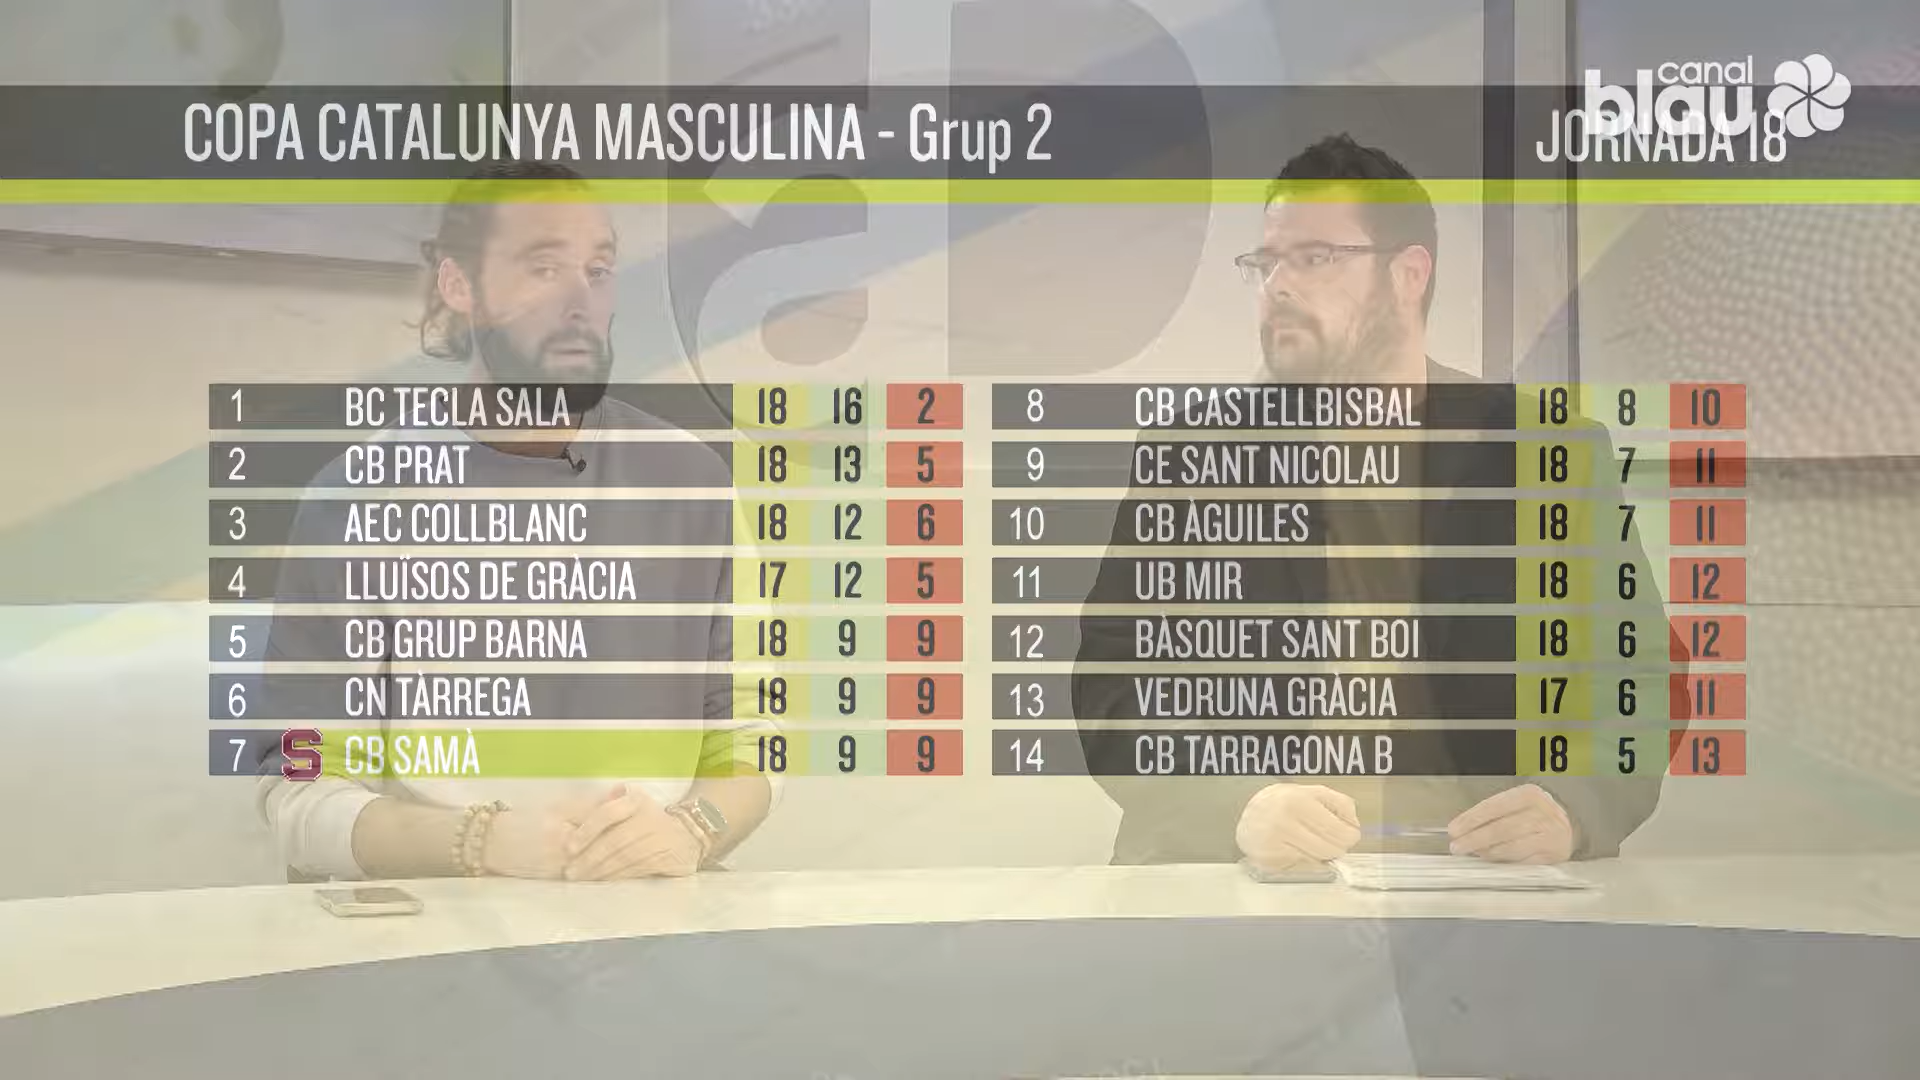 canal
blau
COPA CATALUNYA MASCULINA - Grup 2
JORNADA 18
1 BC TECLA SALA 18 16 2
2 CB PRAT 18 13 5
3 AEC COLLBLANC 18 12 6
4 LLUÏSOS DE GRÀCIA 17 12 5
5 CB GRUP BARNA 18 9 9
6 CN TÀRREGA 18 9 9
7 S CB SAMÀ 18 9 9
8 CB CASTELLBISBAL 18 8 10
9 CE SANT NICOLAU 18 7 11
10 CB ÀGUILES 18 7 11
11 UB MIR 18 6 12
12 BÀSQUET SANT BOI 18 6 12
13 VEDRUNA GRÀCIA 17 6 11
14 CB TARRAGONA B 18 5 13